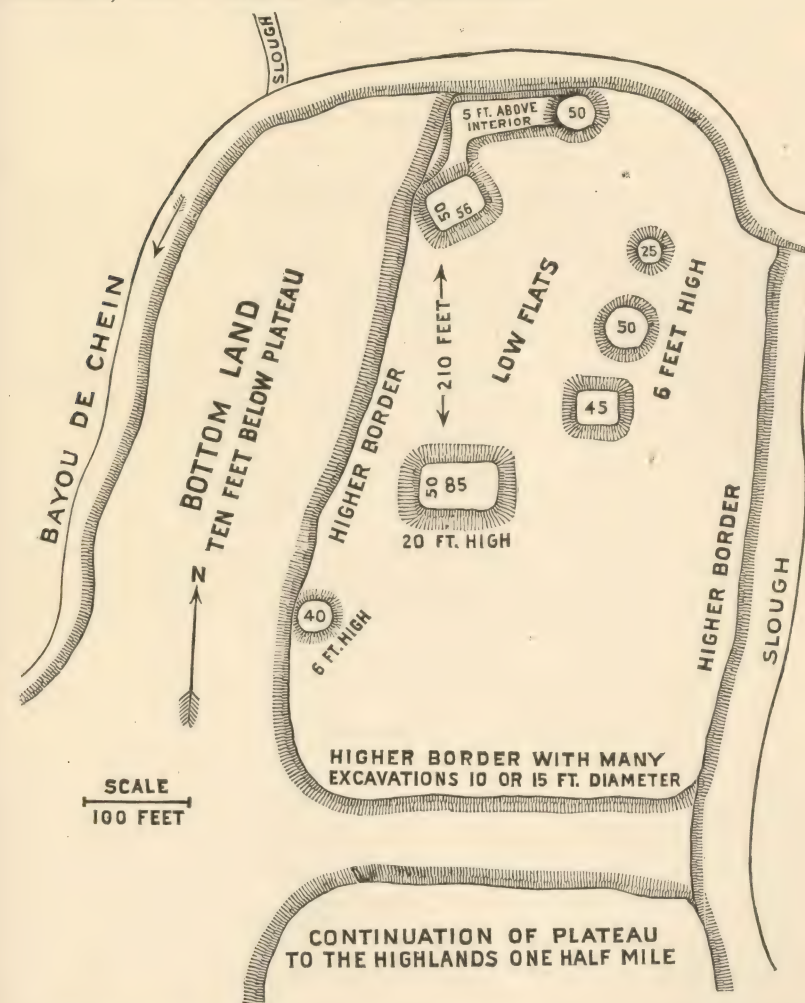 SLOUGH
5 FT. ABOVE
INTERIOR
50
50
56
25
50
45
6 FEET HIGH
LOW FLATS
210 FEET
BAYOU DE CHEIN
BOTTOM LAND
TEN FEET BELOW PLATEAU
HIGHER BORDER
50
85
20 FT. HIGH
N
40
6 FT. HIGH
HIGHER BORDER
SLOUGH
HIGHER BORDER WITH MANY
EXCAVATIONS 10 OR 15 FT. DIAMETER
SCALE
100 FEET
CONTINUATION OF PLATEAU
TO THE HIGHLANDS ONE HALF MILE